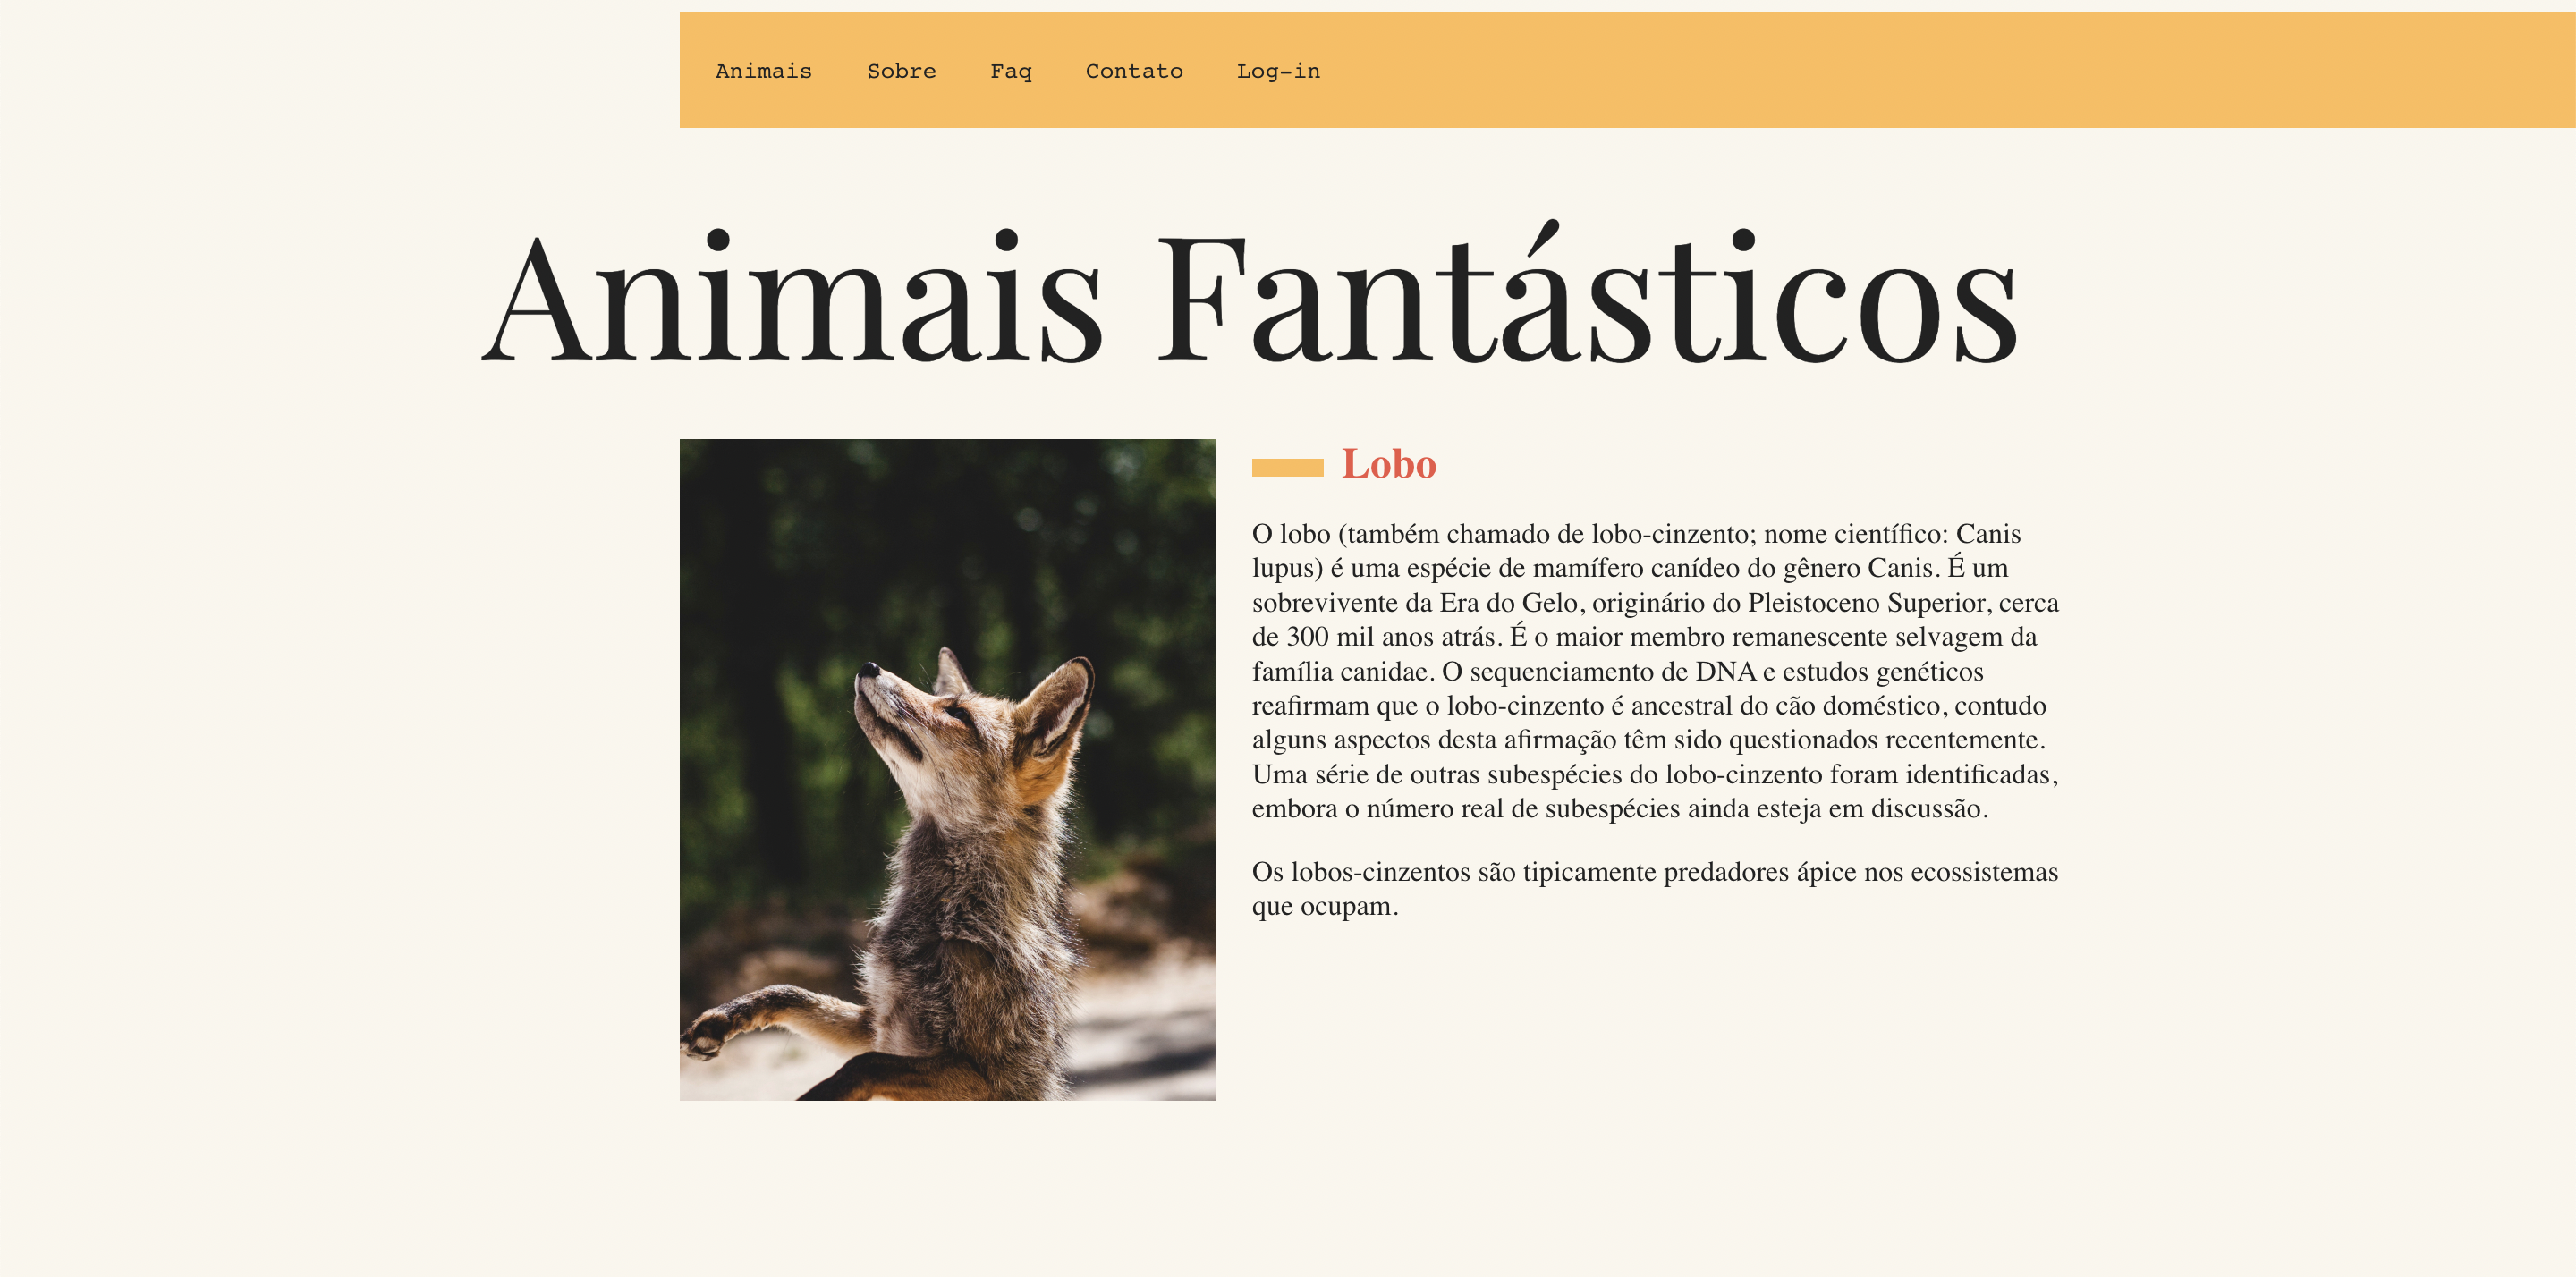 Animais Sobre Faq Contato Log-in
Animais Fantásticos
Lobo
O lobo (também chamado de lobo-cinzento; nome científico: Canis
lupus) é uma espécie de mamífero canídeo do gênero Canis. É um
sobrevivente da Era do Gelo, originário do Pleistoceno Superior, cerca
de 300 mil anos atrás. É o maior membro remanescente selvagem da
família canidae. O sequenciamento de DNA e estudos genéticos
reafirmam que o lobo-cinzento é ancestral do cão doméstico, contudo
alguns aspectos desta afirmação têm sido questionados recentemente.
Uma série de outras subespécies do lobo-cinzento foram identificadas,
embora o número real de subespécies ainda esteja em discussão.
Os lobos-cinzentos são tipicamente predadores ápice nos ecossistemas
que ocupam.